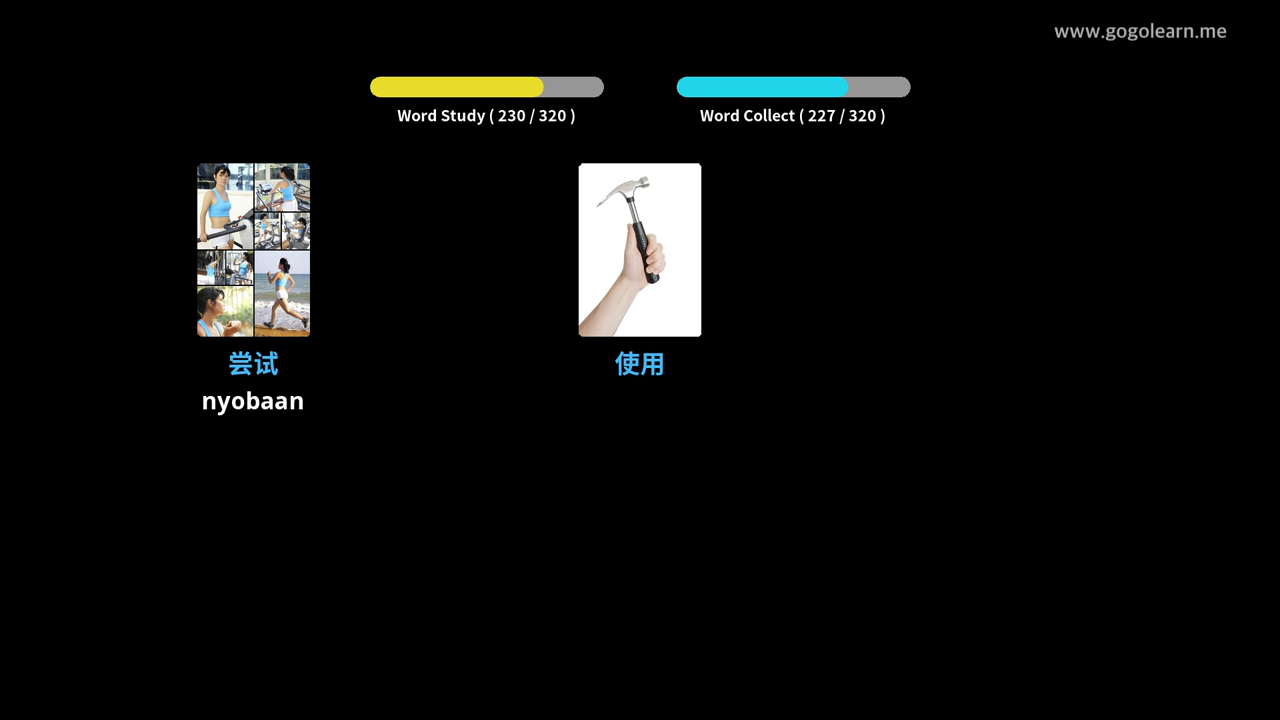 www.gogolearn.me
Word Study ( 230 / 320 )
Word Collect ( 227 / 320 )
尝试
使用
nyobaan